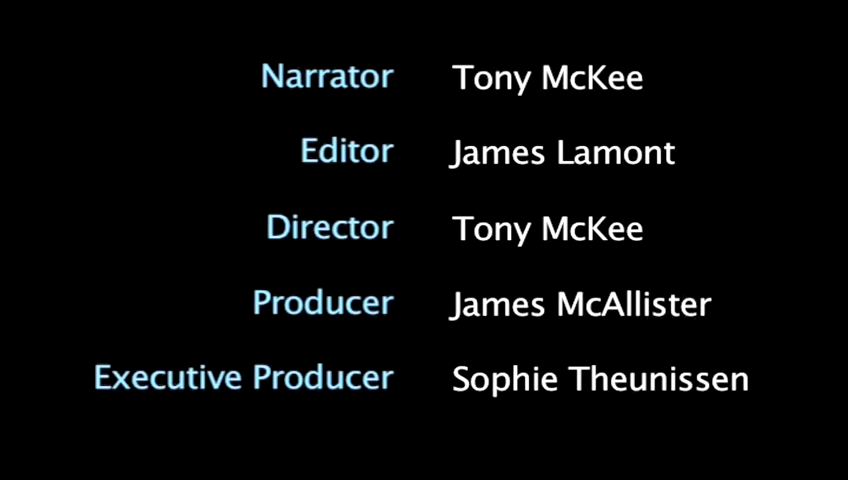 Narrator Tony McKee
Editor James Lamont
Director Tony McKee
Producer James McAllister
Executive Producer Sophie Theunissen